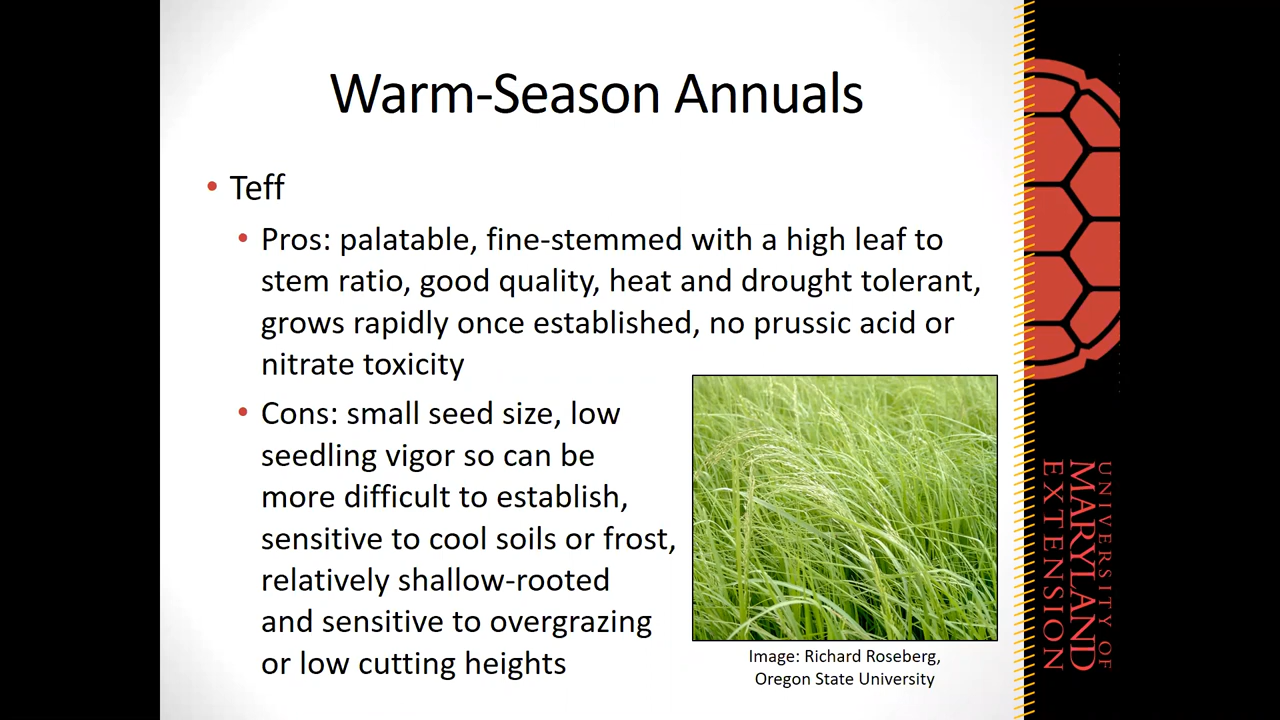 Warm-Season Annuals
• Teff
• Pros: palatable, fine-stemmed with a high leaf to
stem ratio, good quality, heat and drought tolerant,
grows rapidly once established, no prussic acid or
nitrate toxicity
• Cons: small seed size, low
seedling vigor so can be
more difficult to establish,
sensitive to cool soils or frost,
relatively shallow-rooted
and sensitive to overgrazing
or low cutting heights
Image: Richard Roseberg,
Oregon State University
UNIVERSITY OF
MARYLAND
EXTENSION